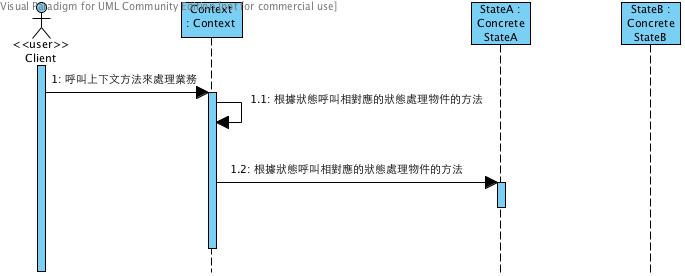 Visual Paradigm for UML Community Edition [not for commercial use]
<<user>>
Client
Context
: Context
StateA :
Concrete
StateA
StateB :
Concrete
StateB
1: 呼叫上下文方法來處理業務
1.1: 根據狀態呼叫相對應的狀態處理物件的方法
1.2: 根據狀態呼叫相對應的狀態處理物件的方法